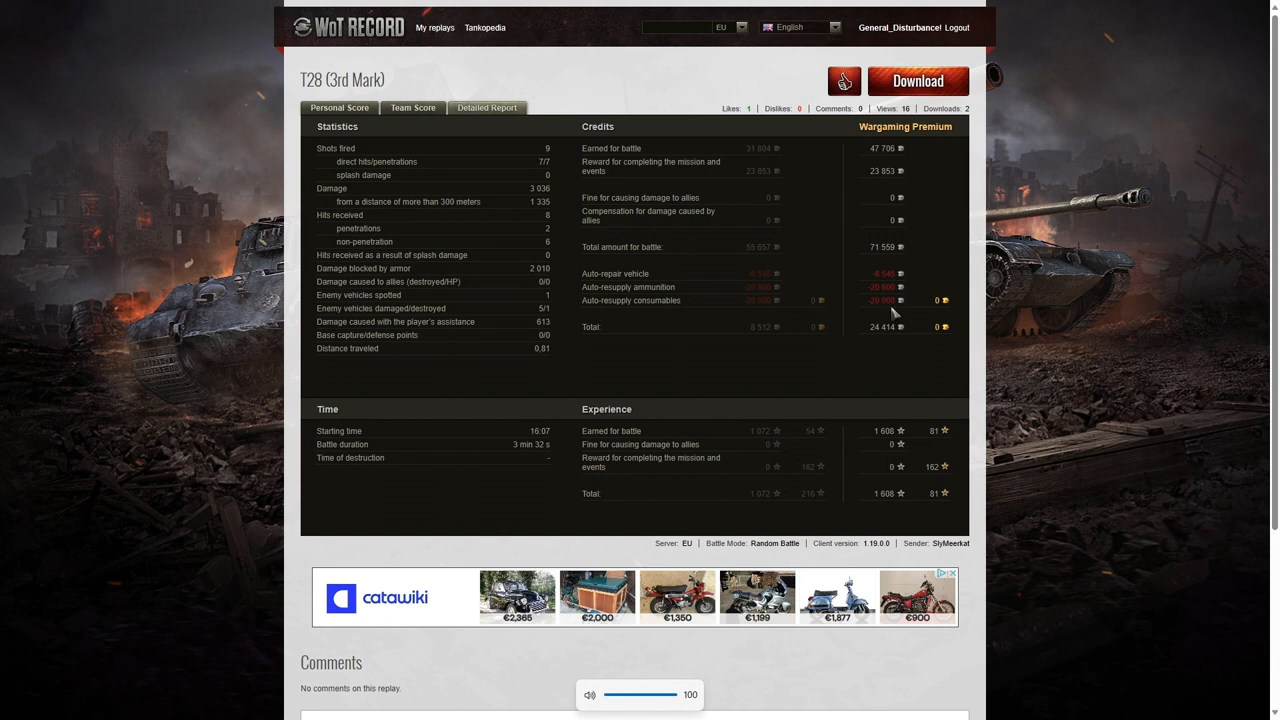 WoT RECORD My replays Tankopedia EU English General_Disturbance! Logout
T28 (3rd Mark) Download
Personal Score Team Score Detailed Report Likes: 1 | Dislikes: 0 | Comments: 0 | Views: 16 | Downloads: 2
Statistics
Shots fired 9
direct hits/penetrations 7/7
splash damage 0
Damage 3 036
from a distance of more than 300 meters 1 335
Hits received 8
penetrations 2
non-penetration 6
Hits received as a result of splash damage 0
Damage blocked by armor 2 010
Damage caused to allies (destroyed/HP) 0/0
Enemy vehicles spotted 1
Enemy vehicles damaged/destroyed 5/1
Damage caused with the player's assistance 613
Base capture/defense points 0/0
Distance traveled 0,81
Credits Wargaming Premium
Earned for battle 31 804 47 706
Reward for completing the mission and
events 23 853 23 853
Fine for causing damage to allies 0 0
Compensation for damage caused by
allies 0 0
Total amount for battle: 55 657 71 559
Auto-repair vehicle -6 545 -6 545
Auto-resupply ammunition -20 600 -20 600
Auto-resupply consumables -20 000 0 -20 000 0
Total: 8 512 0 24 414 0
Time
Starting time 16:07
Battle duration 3 min 32 s
Time of destruction -
Experience
Earned for battle 1 072 54 1 608 81
Fine for causing damage to allies 0 0
Reward for completing the mission and
events 0 162 0 162
Total: 1 072 216 1 608 81
Server: EU | Battle Mode: Random Battle | Client version: 1.19.0.0 | Sender: SlyMeerkat
catawiki
€2,365 €2,000 €1,350 €1,199 €1,877 €900
Comments
No comments on this replay.
100